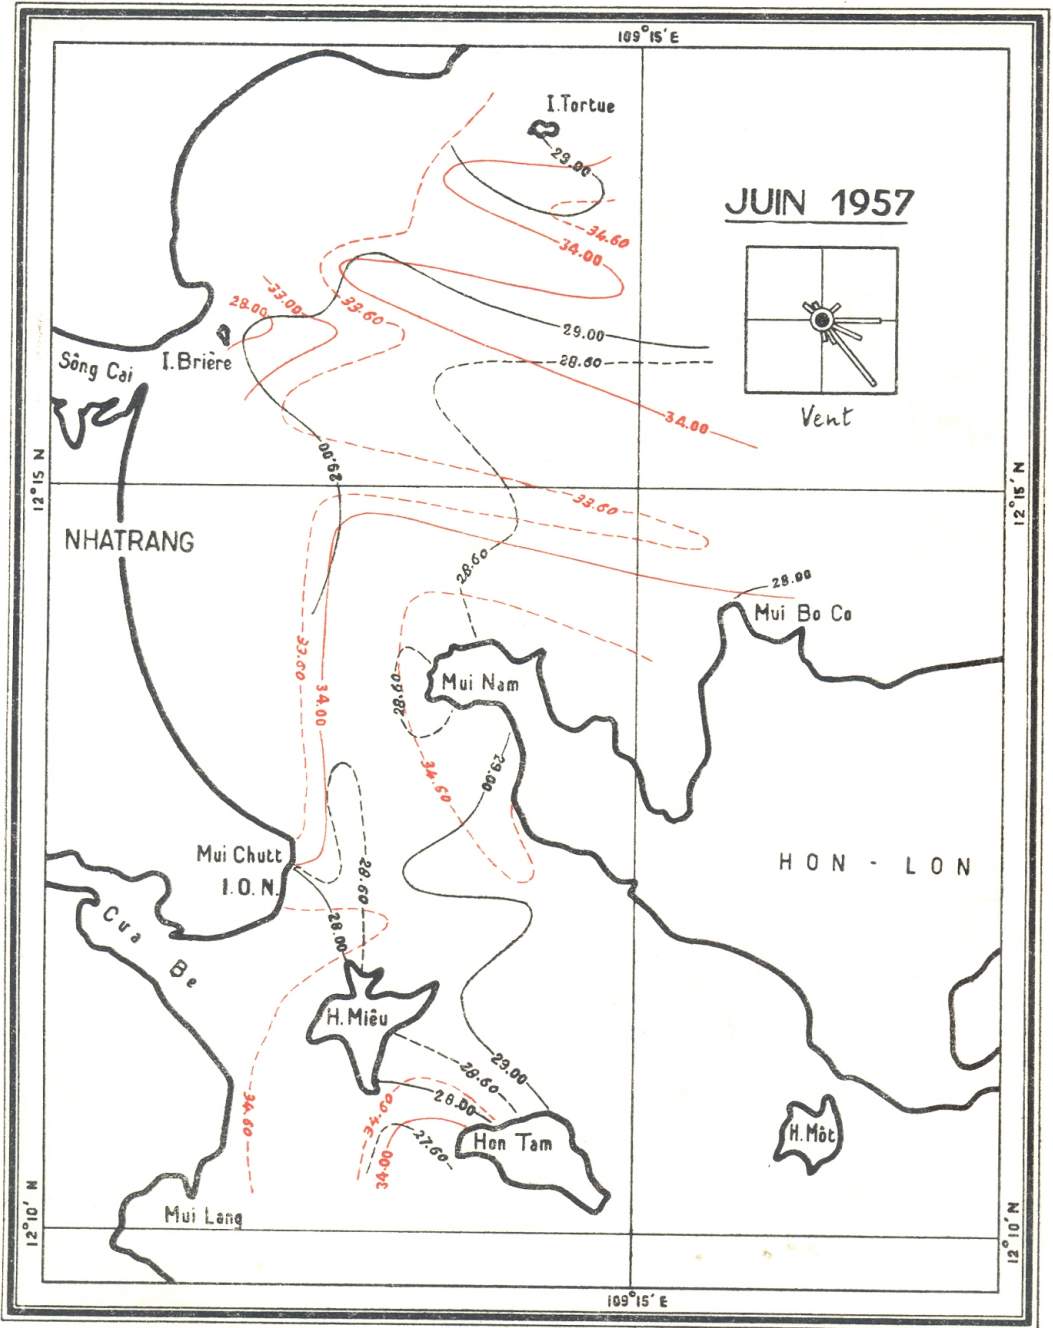 109°15′ E
I.Tortue
29.00
JUIN 1957
34.60
34.00
33.00
28.00
33.60
29.00
28.60
Sông Cai
I.Brière
Vent
34.00
29.00
12°15 N
33.60
12°15′ N
NHATRANG
28.60
28.00
Mui Bo Co
33.60
Mui Nam
28.60
34.00
29.00
34.60
Mui Chutt
I.O.N.
28.60
HON - LON
28.00
Cưa Be
H.Miêu
29.00
28.60
28.00
34.60
34.60
27.60
Hon Tam
H.Môt
34.00
12°10′ N
Mui Lang
12°10′ N
109°15′ E